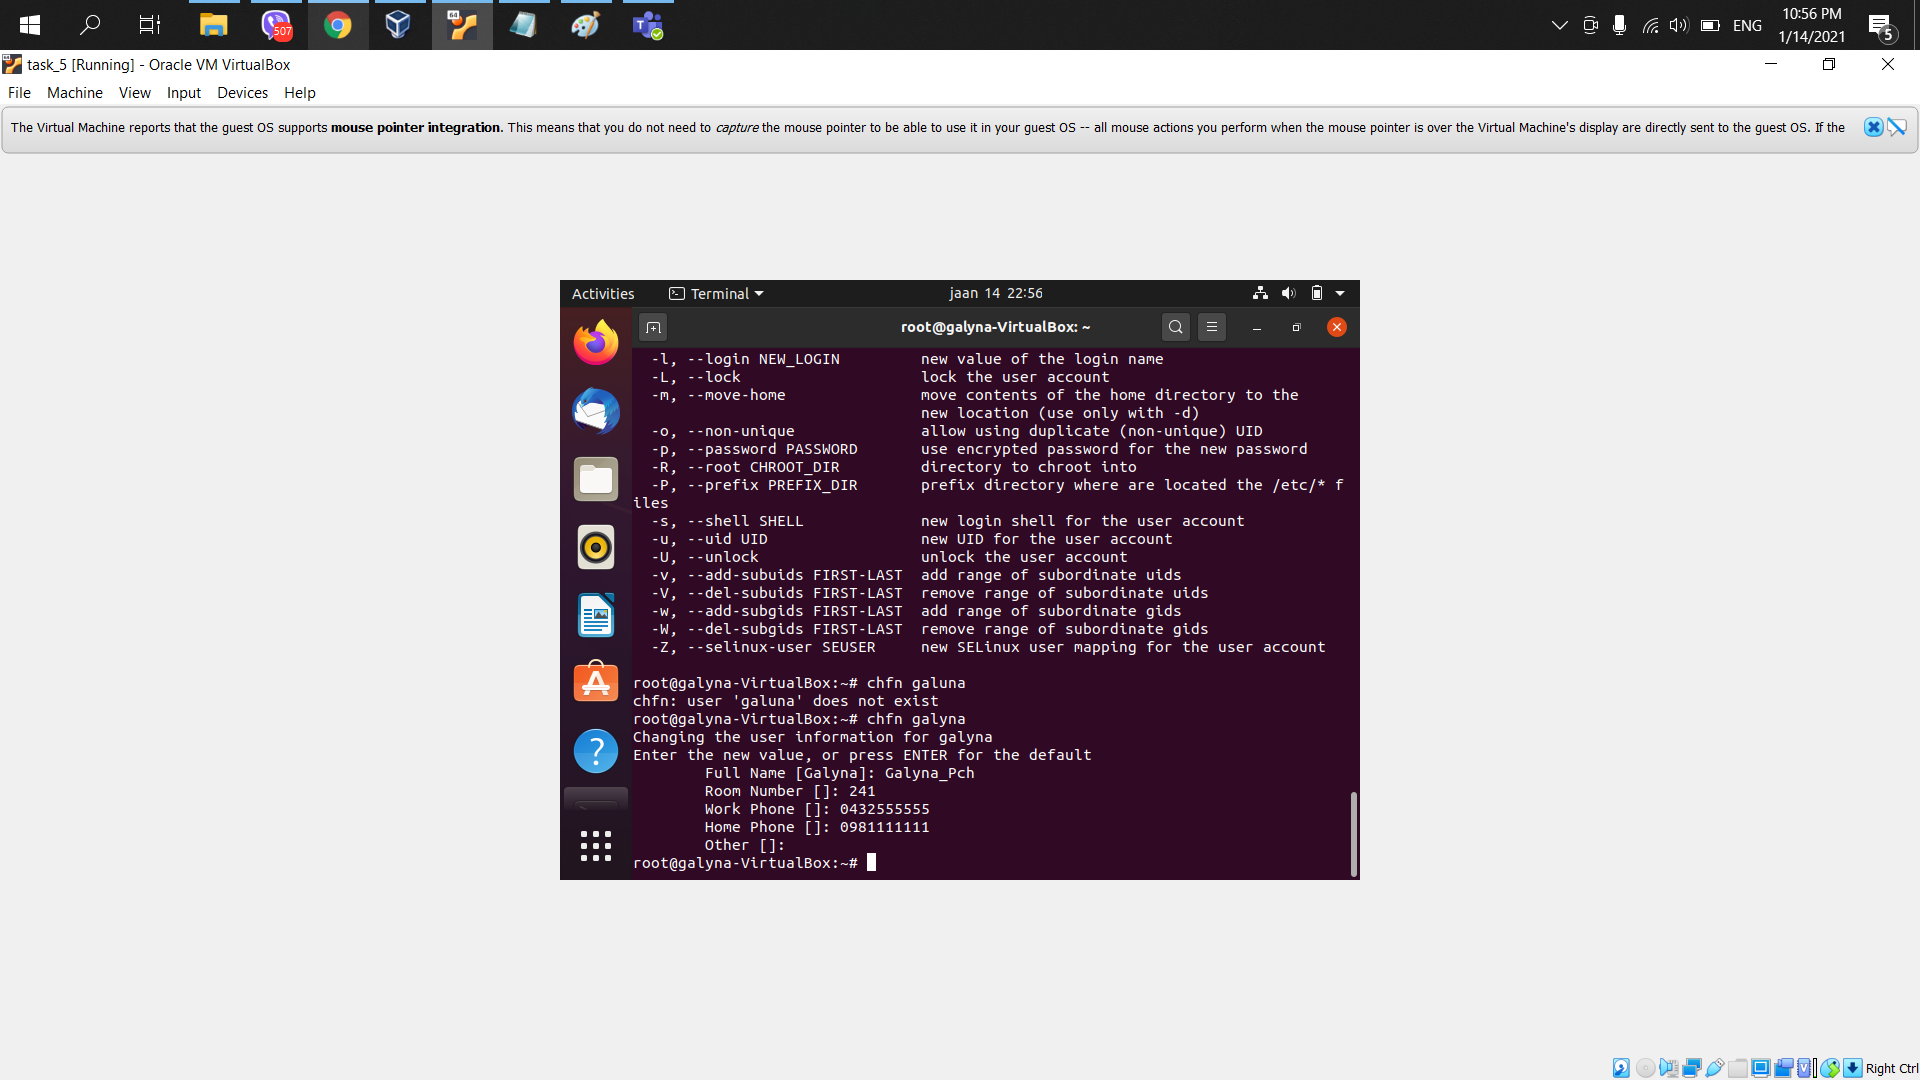 507
64
ENG
10:56 PM
1/14/2021
5
task_5 [Running] - Oracle VM VirtualBox
File Machine View Input Devices Help
The Virtual Machine reports that the guest OS supports mouse pointer integration. This means that you do not need to capture the mouse pointer to be able to use it in your guest OS -- all mouse actions you perform when the mouse pointer is over the Virtual Machine's display are directly sent to the guest OS. If the
Activities Terminal jaan 14 22:56
root@galyna-VirtualBox: ~
-l, --login NEW_LOGIN new value of the login name
-L, --lock lock the user account
-m, --move-home move contents of the home directory to the
new location (use only with -d)
-o, --non-unique allow using duplicate (non-unique) UID
-p, --password PASSWORD use encrypted password for the new password
-R, --root CHROOT_DIR directory to chroot into
-P, --prefix PREFIX_DIR prefix directory where are located the /etc/* f
iles
-s, --shell SHELL new login shell for the user account
-u, --uid UID new UID for the user account
-U, --unlock unlock the user account
-v, --add-subuids FIRST-LAST add range of subordinate uids
-V, --del-subuids FIRST-LAST remove range of subordinate uids
-w, --add-subgids FIRST-LAST add range of subordinate gids
-W, --del-subgids FIRST-LAST remove range of subordinate gids
-Z, --selinux-user SEUSER new SELinux user mapping for the user account
root@galyna-VirtualBox:~# chfn galuna
chfn: user 'galuna' does not exist
root@galyna-VirtualBox:~# chfn galyna
Changing the user information for galyna
Enter the new value, or press ENTER for the default
Full Name [Galyna]: Galyna_Pch
Room Number []: 241
Work Phone []: 0432555555
Home Phone []: 0981111111
Other []:
root@galyna-VirtualBox:~#
Right Ctrl